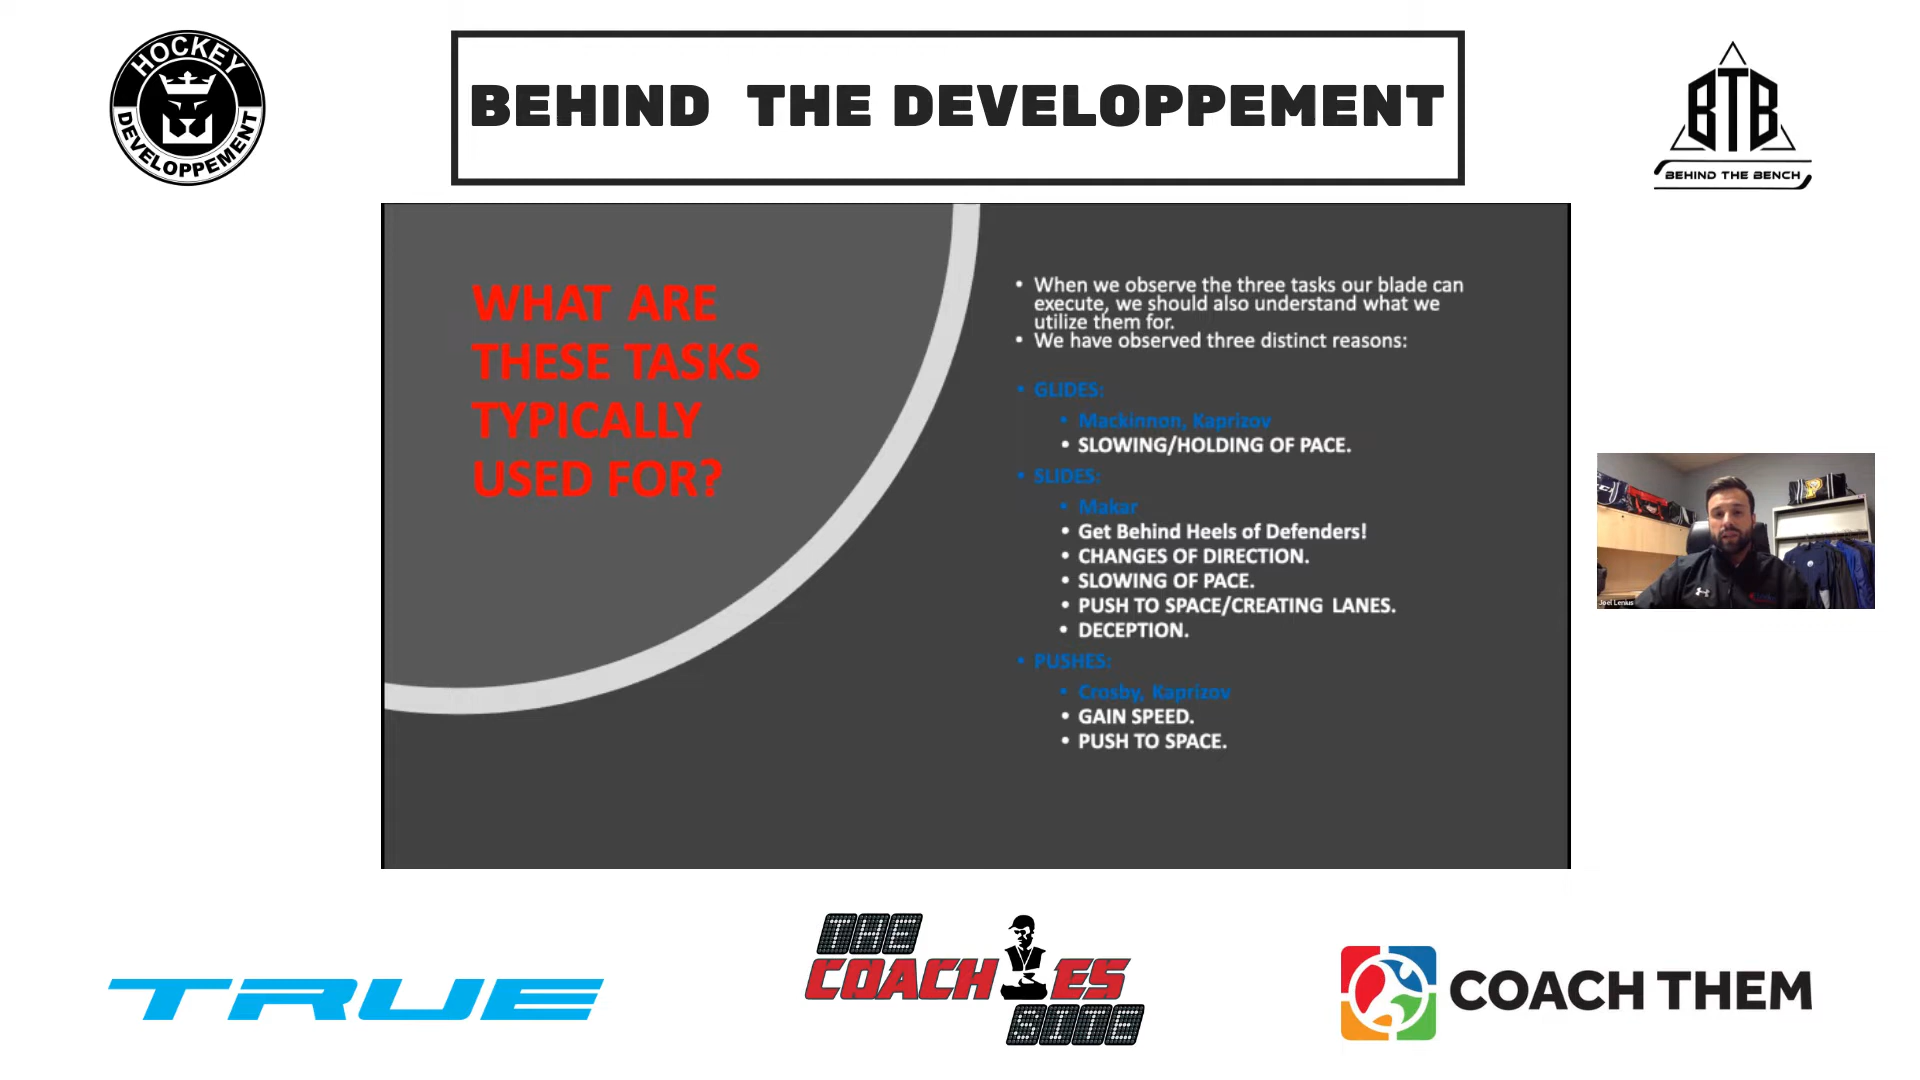 HOCKEY
DEVELOPPEMENT
BEHIND THE DEVELOPPEMENT
BTB
BEHIND THE BENCH
WHAT ARE
THESE TASKS
TYPICALLY
USED FOR?
• When we observe the three tasks our blade can
execute, we should also understand what we
utilize them for.
• We have observed three distinct reasons:
• GLIDES:
• Mackinnon, Kaprizov
• SLOWING/HOLDING OF PACE.
• SLIDES:
• Makar
• Get Behind Heels of Defenders!
• CHANGES OF DIRECTION.
• SLOWING OF PACE.
• PUSH TO SPACE/CREATING LANES.
• DECEPTION.
• PUSHES:
• Crosby, Kaprizov
• GAIN SPEED.
• PUSH TO SPACE.
Joel Lenius
TRUE
THE
COACHES
SITE
COACH THEM